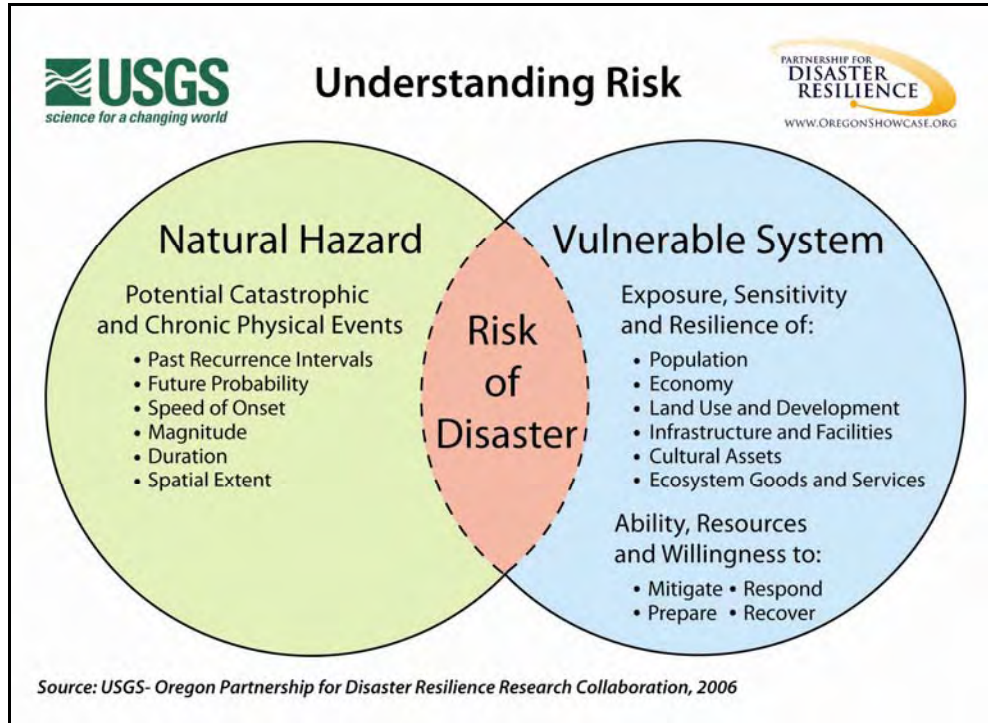 USGS
science for a changing world
Understanding Risk
PARTNERSHIP FOR
DISASTER
RESILIENCE
WWW.OREGONSHOWCASE.ORG
Natural Hazard
Potential Catastrophic
and Chronic Physical Events
• Past Recurrence Intervals
• Future Probability
• Speed of Onset
• Magnitude
• Duration
• Spatial Extent
Risk
of
Disaster
Vulnerable System
Exposure, Sensitivity
and Resilience of:
• Population
• Economy
• Land Use and Development
• Infrastructure and Facilities
• Cultural Assets
• Ecosystem Goods and Services
Ability, Resources
and Willingness to:
• Mitigate • Respond
• Prepare • Recover
Source: USGS- Oregon Partnership for Disaster Resilience Research Collaboration, 2006